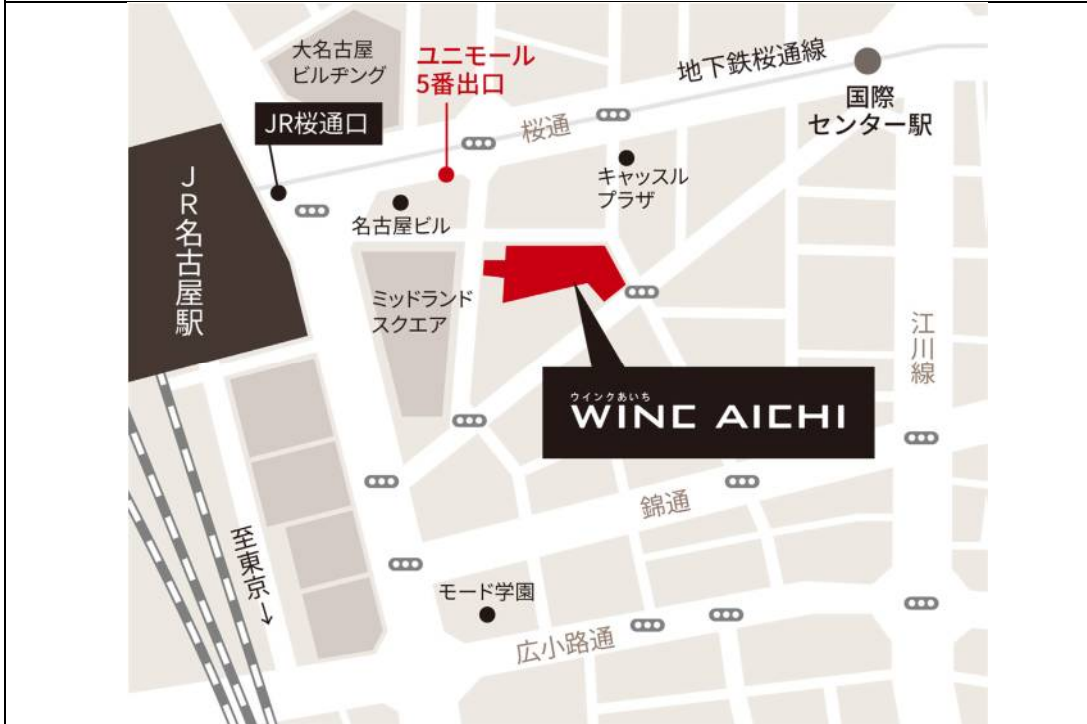 大名古屋
ビルヂング
ユニモール
5番出口
地下鉄桜通線
国際
センター駅
JR桜通口
桜通
キャッスル
プラザ
JR名古屋駅
名古屋ビル
ミッドランド
スクエア
江川線
ウインクあいち
WINC AICHI
錦通
至東京→
モード学園
広小路通